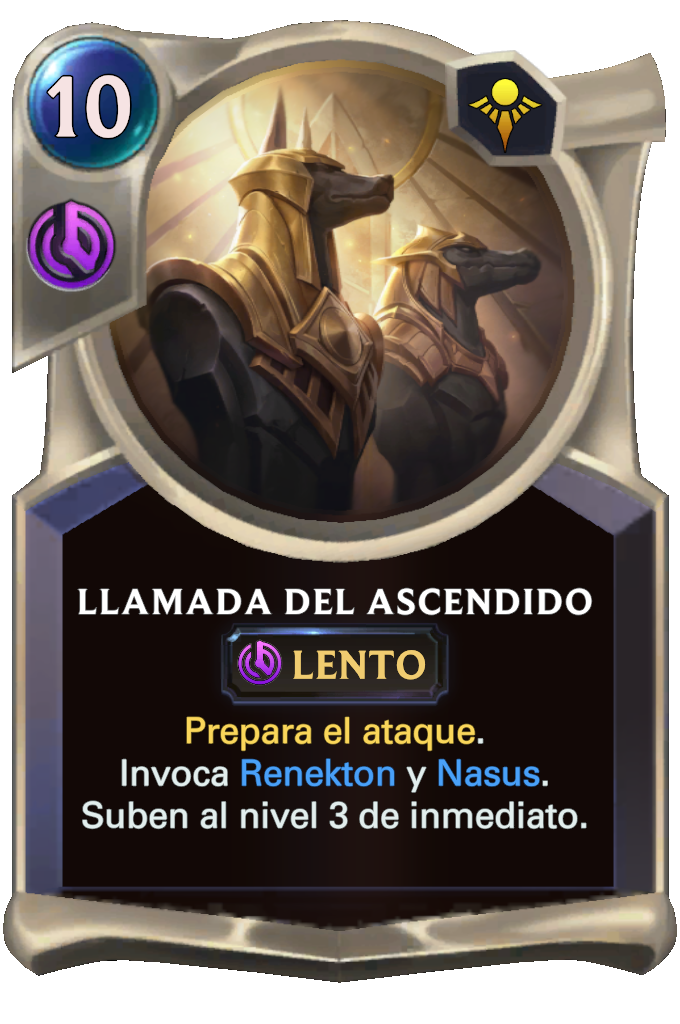 10
LLAMADA DEL ASCENDIDO
LENTO
Prepara el ataque.
Invoca Renekton y Nasus.
Suben al nivel 3 de inmediato.